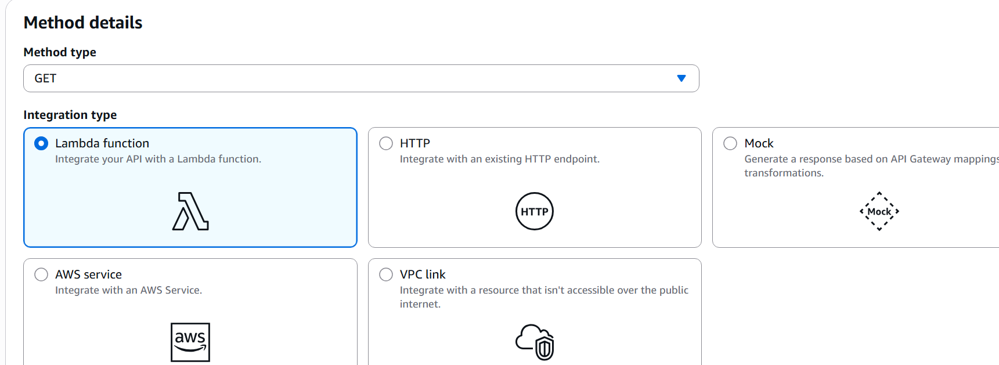 Method details
Method type
GET
Integration type
Lambda function
Integrate your API with a Lambda function.
HTTP
Integrate with an existing HTTP endpoint.
HTTP
Mock
Generate a response based on API Gateway mappings
transformations.
Mock
AWS service
Integrate with an AWS Service.
aws
VPC link
Integrate with a resource that isn't accessible over the public
internet.